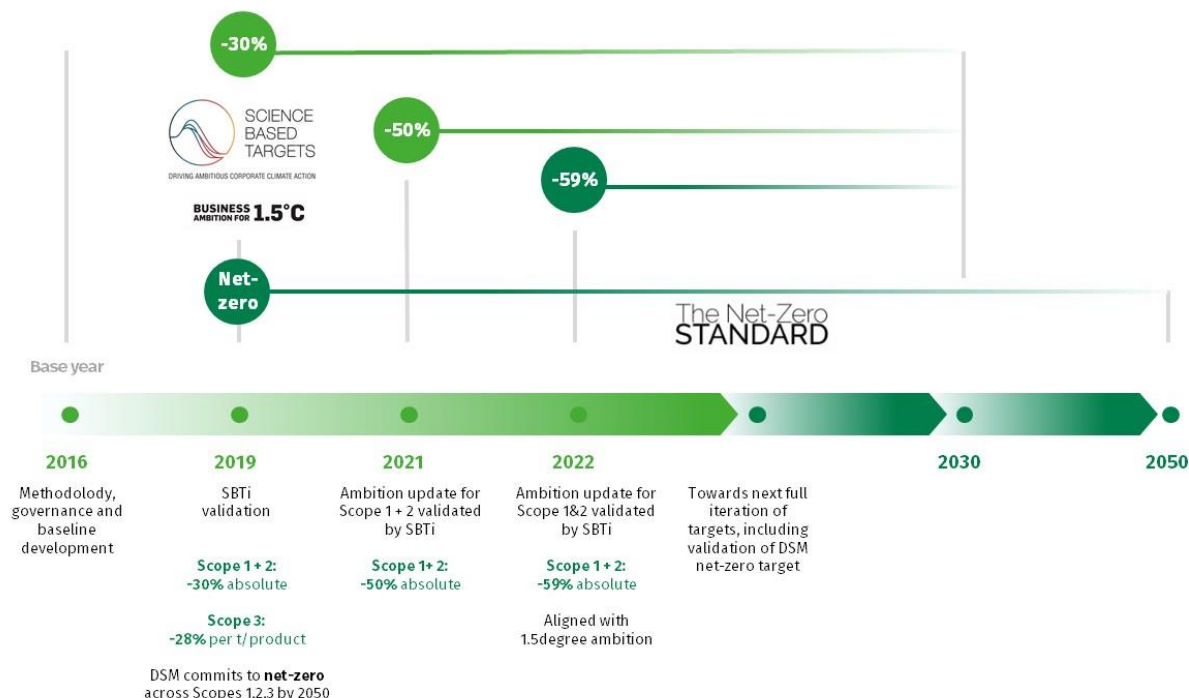 -30%
SCIENCE
BASED
TARGETS
DRIVING AMBITIOUS CORPORATE CLIMATE ACTION
-50%
-59%
BUSINESS
AMBITION FOR 1.5°C
Net-
zero
The Net-Zero
STANDARD
Base year
2016
2019
2021
2022
2030
2050
Methodolody,
governance and
baseline
development
SBTi
validation
Scope 1 + 2:
-30% absolute
Scope 3:
-28% per t/product
DSM commits to net-zero
across Scopes 1,2,3 by 2050
Ambition update for
Scope 1 + 2 validated
by SBTi
Scope 1+ 2:
-50% absolute
Ambition update for
Scope 1&2 validated
by SBTi
Scope 1+ 2:
-59% absolute
Aligned with
1.5degree ambition
Towards next full
iteration of
targets, including
validation of DSM
net-zero target